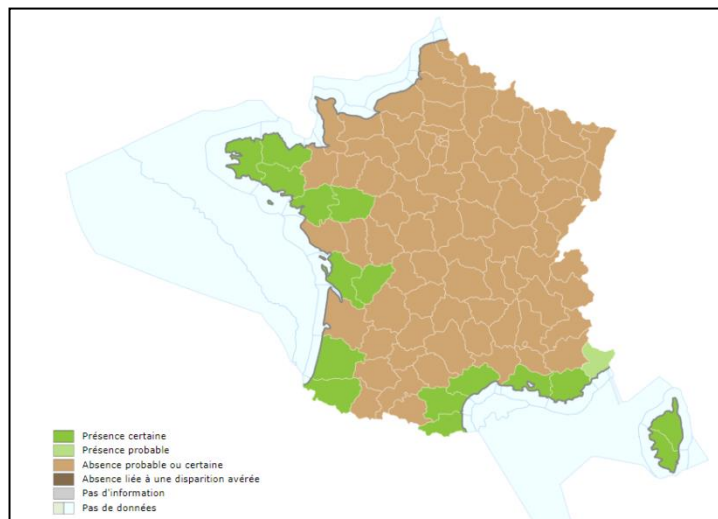 Présence certaine
Présence probable
Absence probable ou certaine
Absence liée à une disparition avérée
Pas d'information
Pas de données